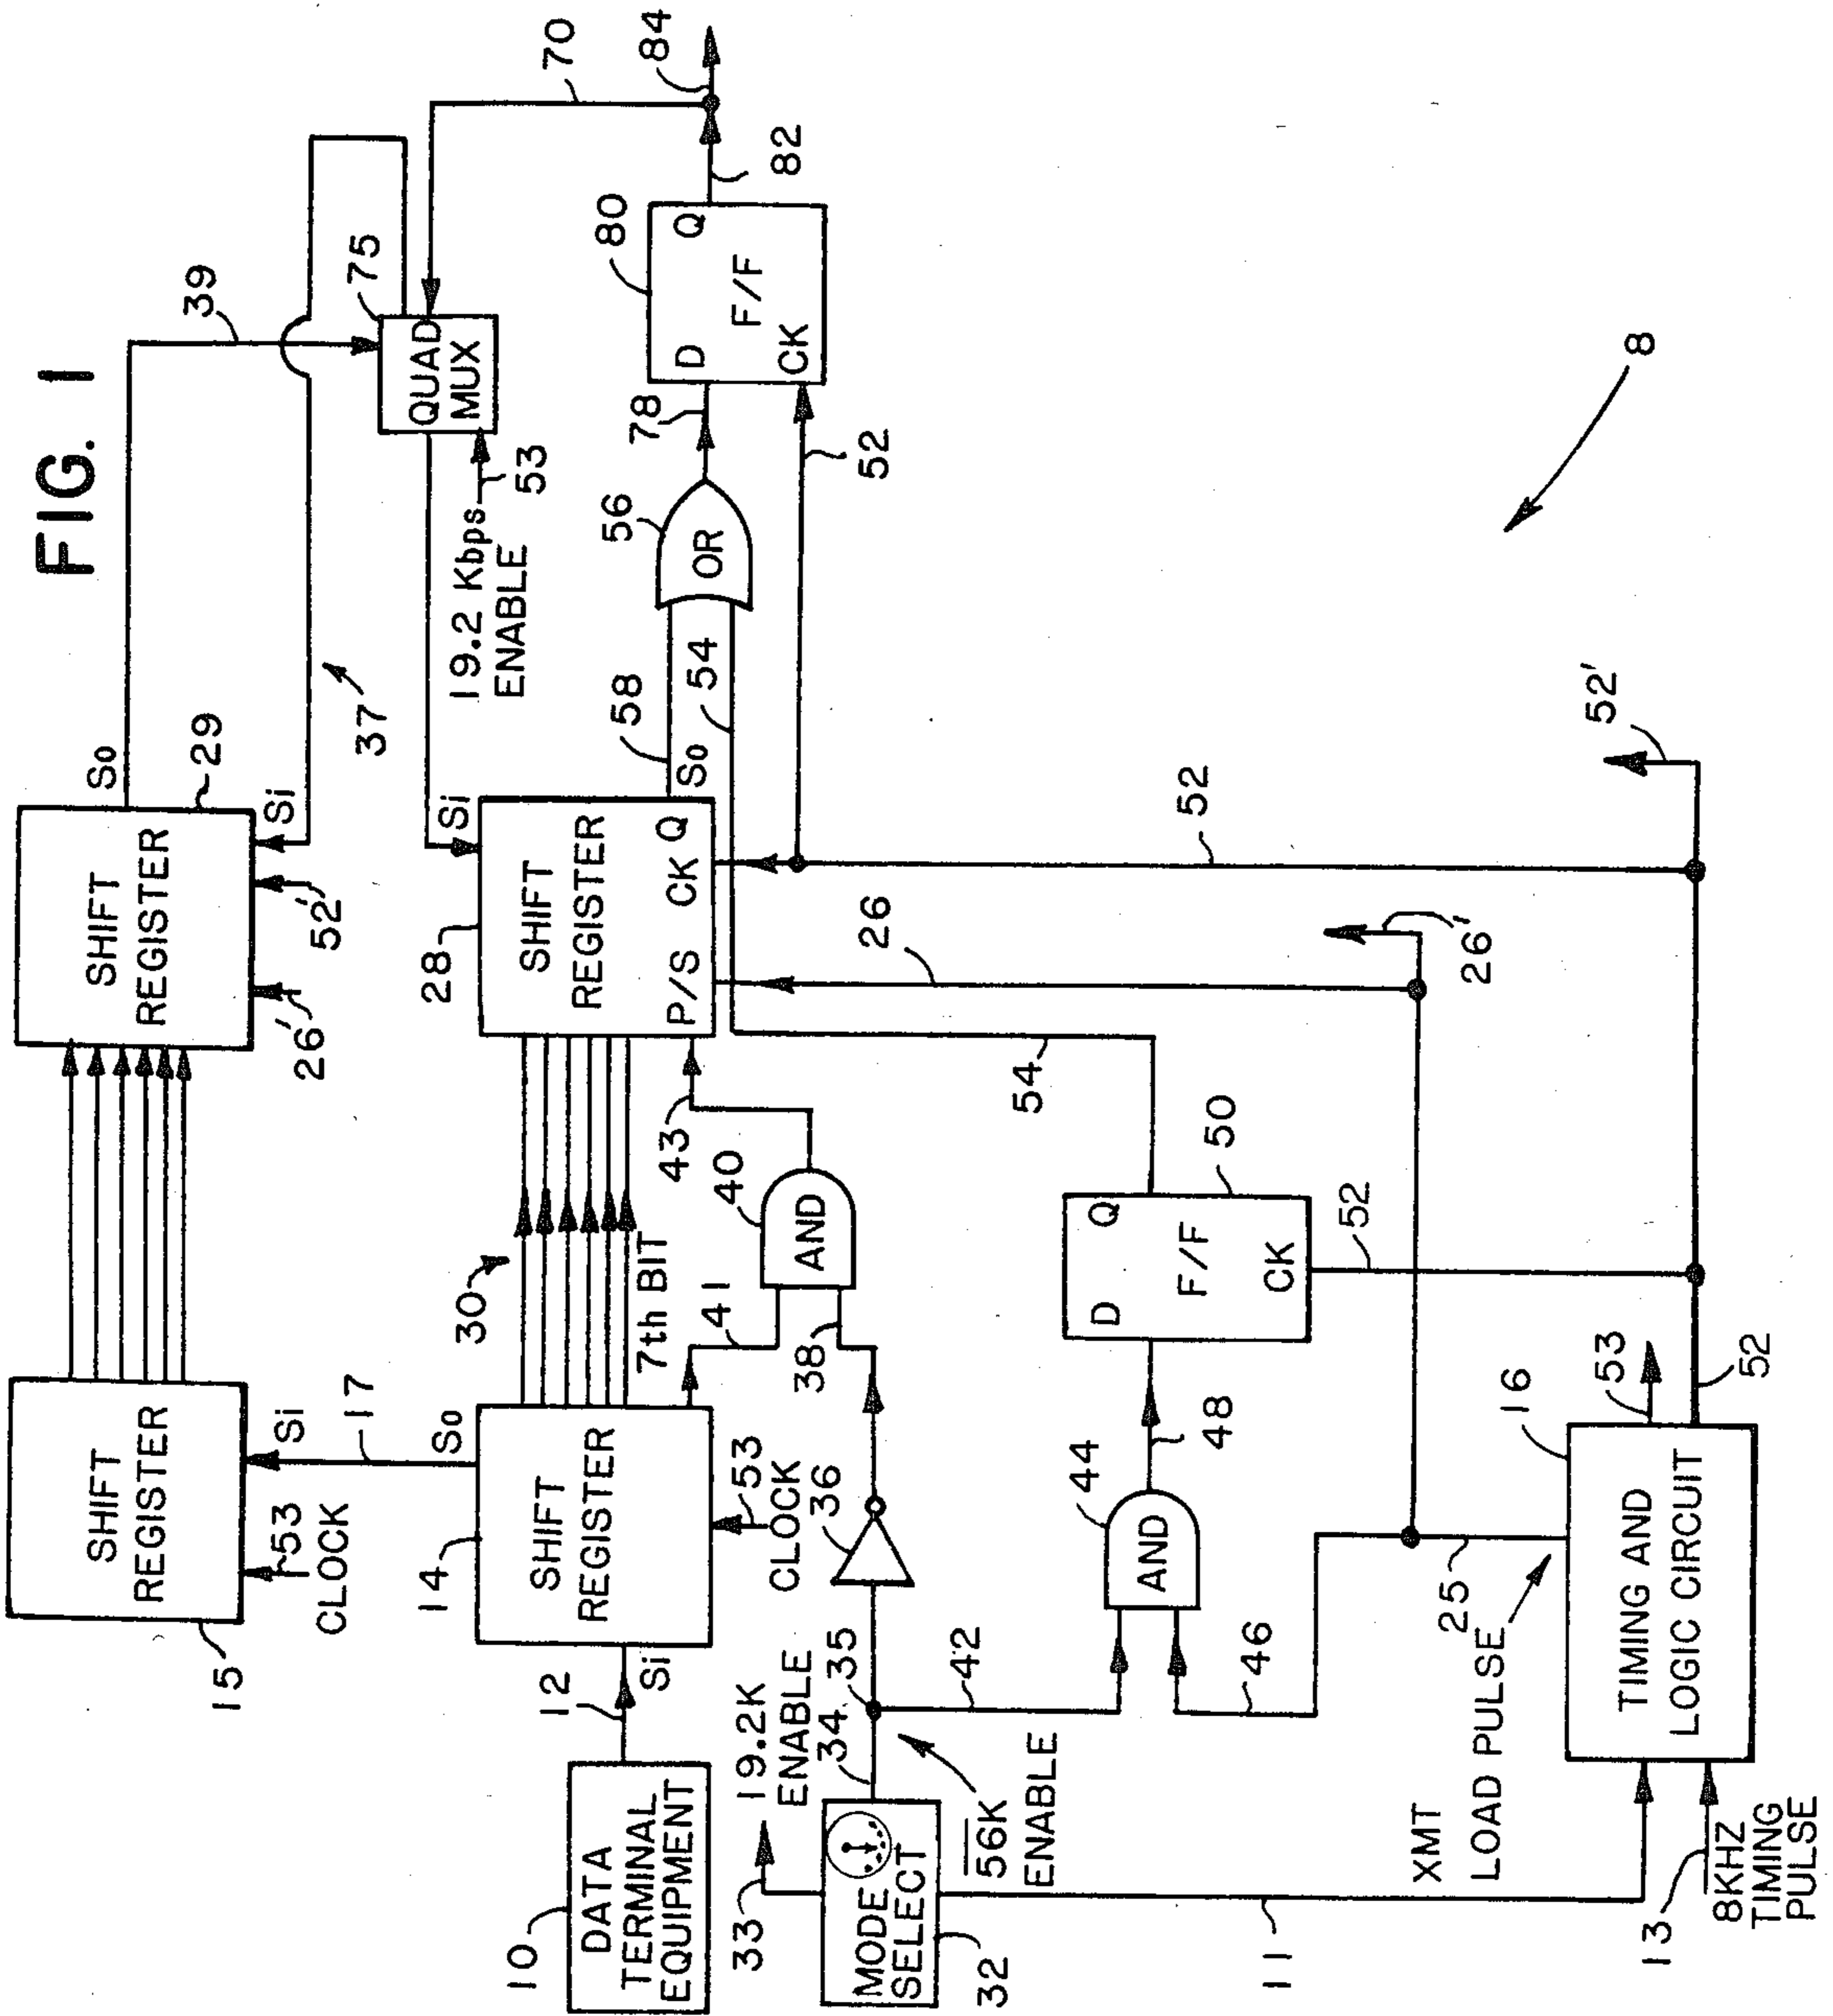 FIG. 1
SHIFT
REGISTER
15
53
CLOCK
Si
17
So
SHIFT
REGISTER
29
So
Si
26'
52'
37
39
QUAD
MUX
75
70
19.2 Kbps
ENABLE
53
DATA
TERMINAL
EQUIPMENT
10
12
Si
SHIFT
REGISTER
14
53
CLOCK
30
7th BIT
41
38
AND
40
43
SHIFT
REGISTER
P/S
CK
Q
28
Si
So
58
54
OR
56
78
D
Q
F/F
CK
80
82
84
52
33
19.2K
ENABLE
MODE
SELECT
32
34
35
36
56K
ENABLE
42
46
AND
44
48
D
Q
F/F
CK
50
52
54
26
26'
52
52'
11
XMT
LOAD PULSE
25
13
8KHZ
TIMING
PULSE
TIMING AND
LOGIC CIRCUIT
16
53
52
8